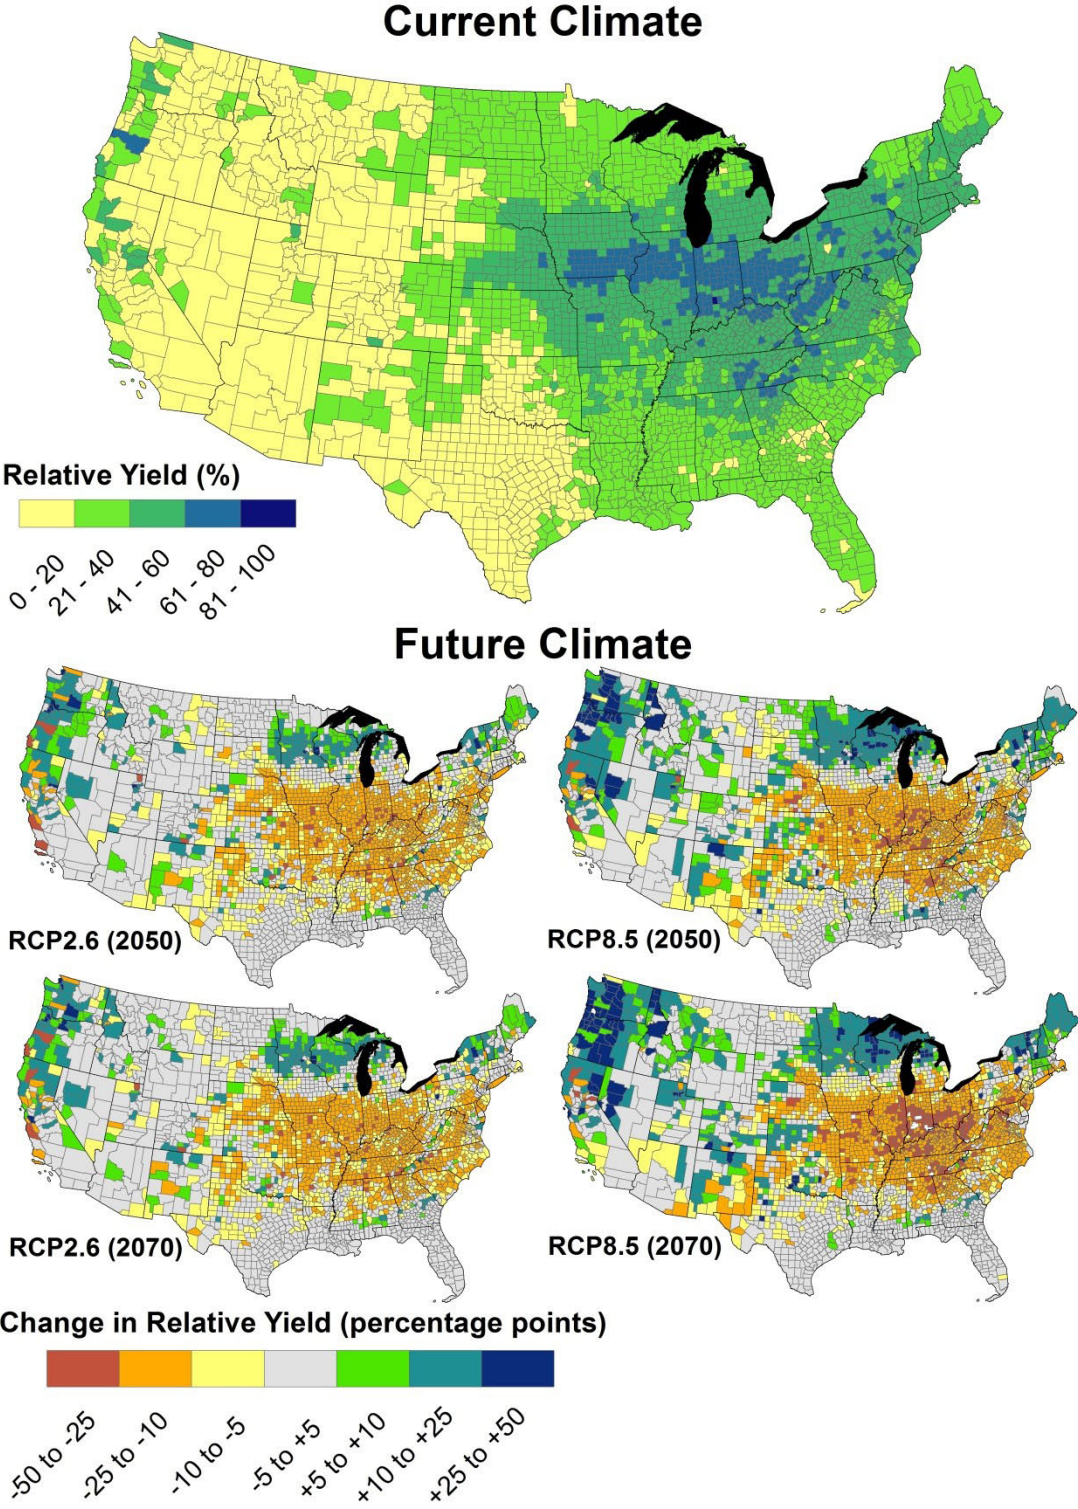 Current Climate
Relative Yield (%)
0 - 20
21 - 40
41 - 60
61 - 80
81 - 100
Future Climate
RCP2.6 (2050)
RCP8.5 (2050)
RCP2.6 (2070)
RCP8.5 (2070)
Change in Relative Yield (percentage points)
-50 to -25
-25 to -10
-10 to -5
-5 to +5
+5 to +10
+10 to +25
+25 to +50